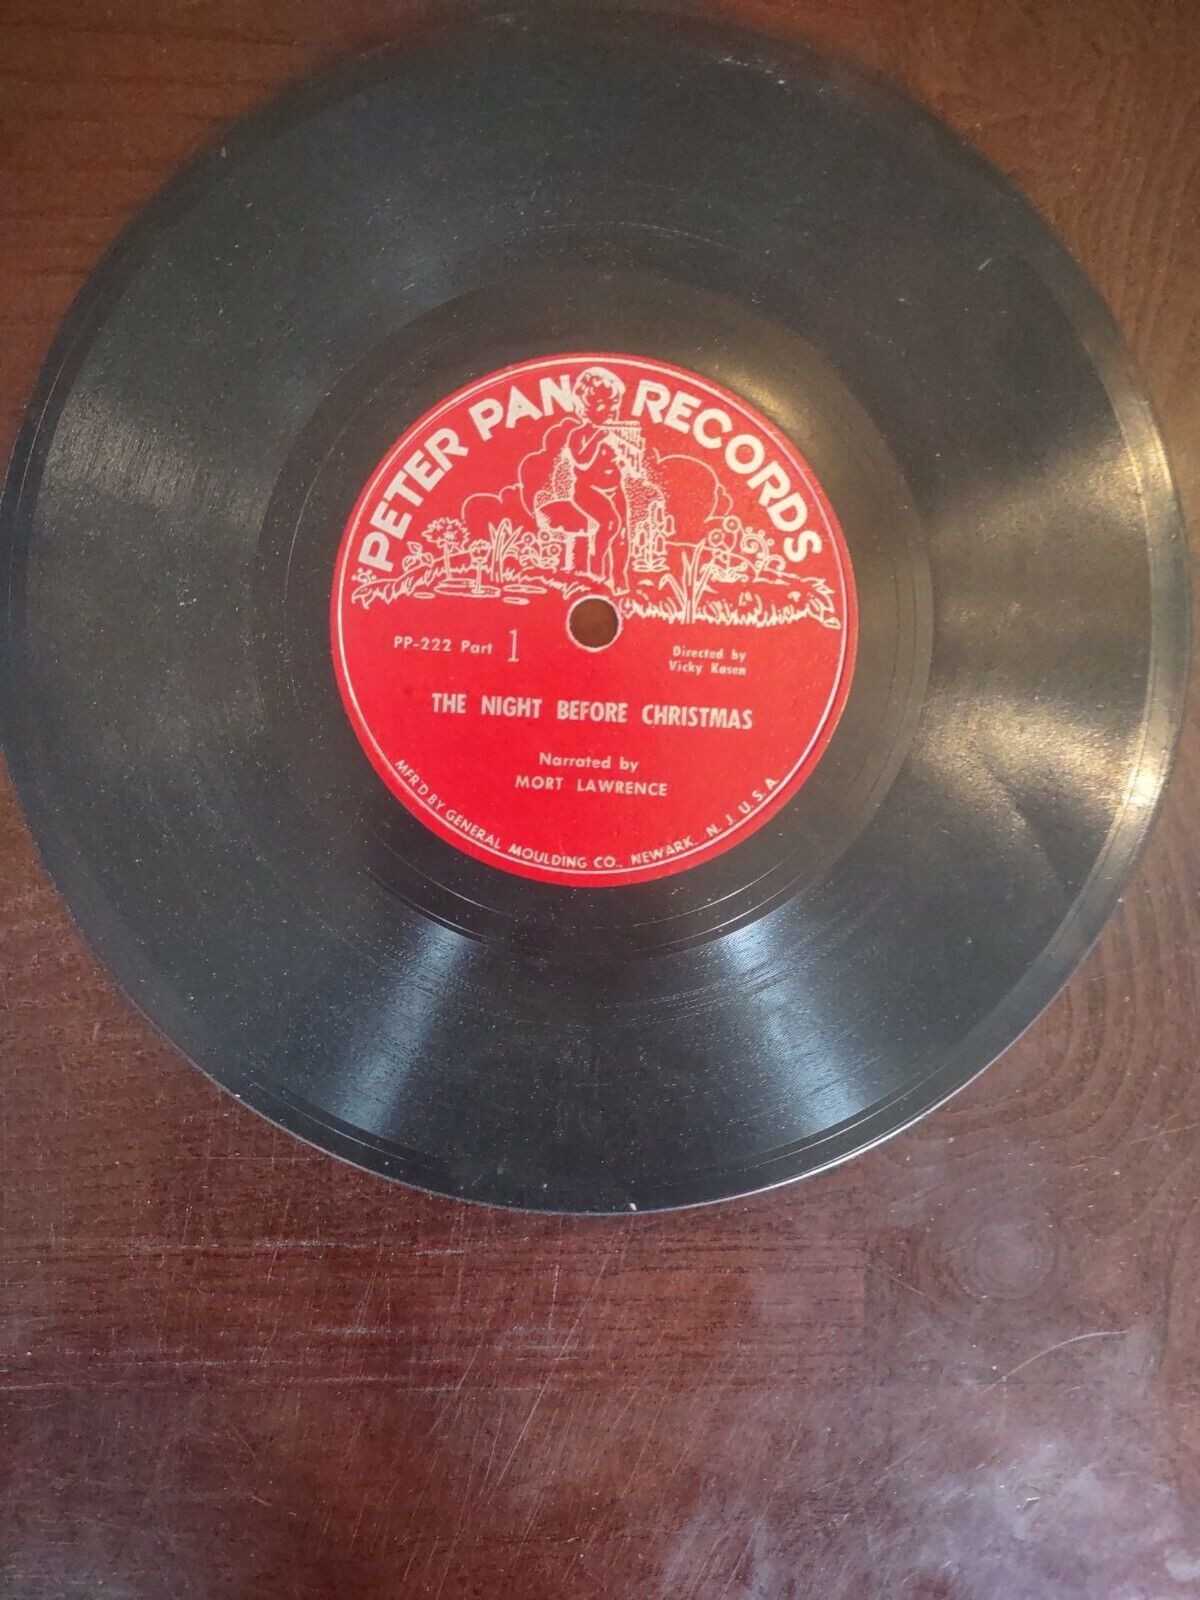 PETER PAN RECORDS
PP-222 Part 1
Directed by
Vicky Kasen
THE NIGHT BEFORE CHRISTMAS
Narrated by
MORT LAWRENCE
MFR'D BY GENERAL MOULDING CO., NEWARK, N. J. U. S. A.